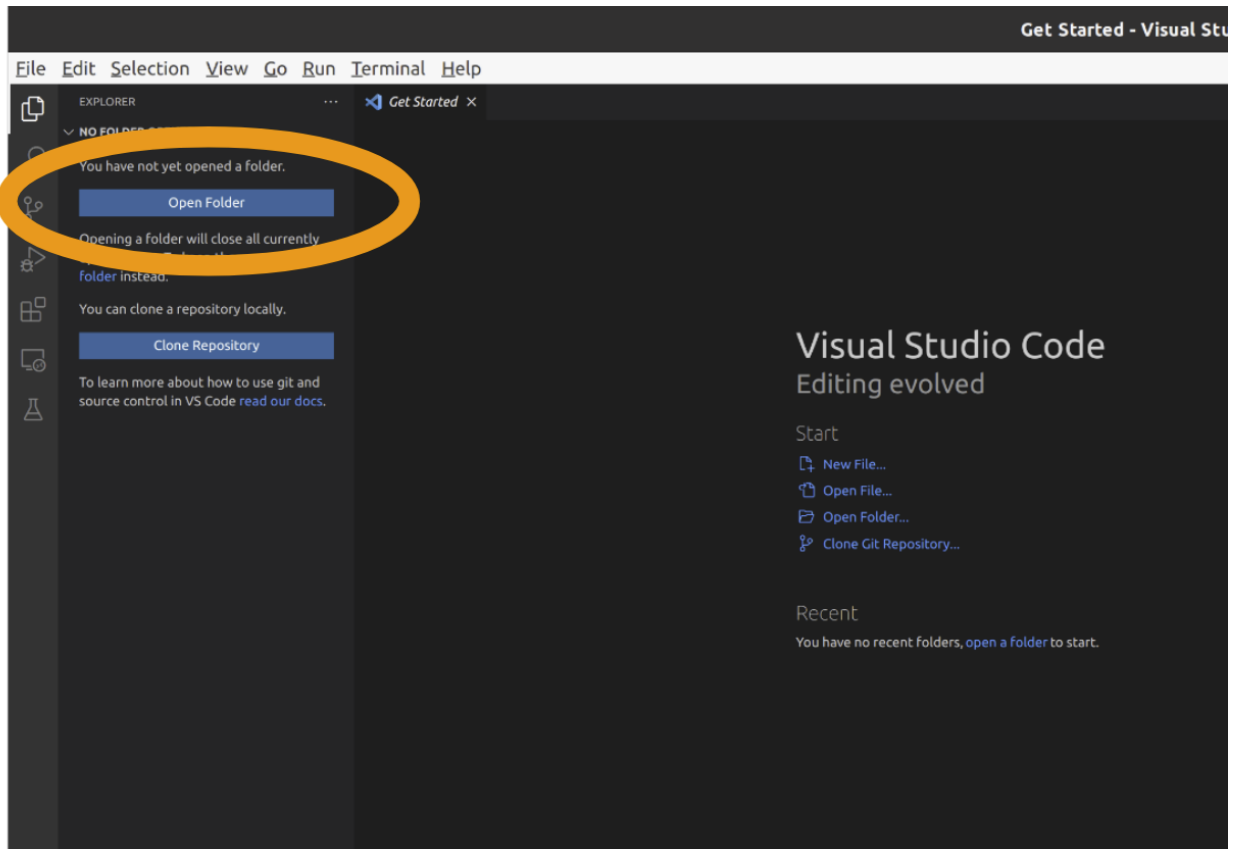 Get Started - Visual Stu
File Edit Selection View Go Run Terminal Help
EXPLORER
Get Started
NO FOLDER
You have not yet opened a folder.
Open Folder
Opening a folder will close all currently
folder instead.
You can clone a repository locally.
Clone Repository
To learn more about how to use git and
source control in VS Code read our docs.
Visual Studio Code
Editing evolved
Start
New File...
Open File...
Open Folder...
Clone Git Repository...
Recent
You have no recent folders, open a folder to start.